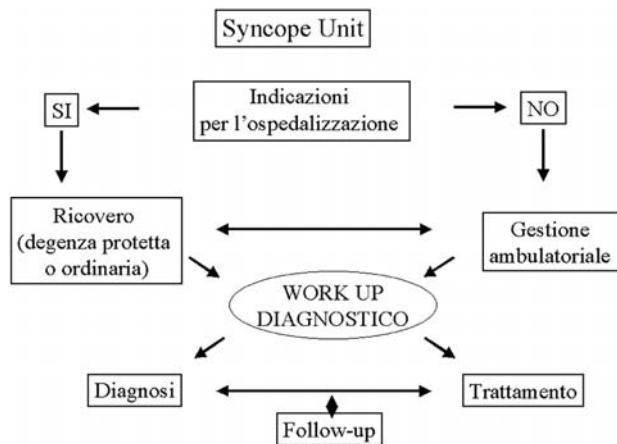 Syncope Unit
SI
Indicazioni
per l'ospedalizzazione
NO
Ricovero
(degenza protetta
o ordinaria)
Gestione
ambulatoriale
WORK UP
DIAGNOSTICO
Diagnosi
Trattamento
Follow-up